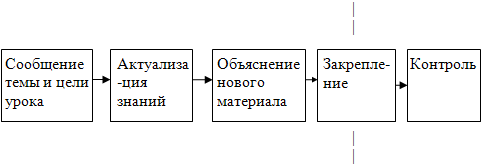 Сообщение
темы и цели
урока
Актуализа
-ция
знаний
Объяснение
нового
материала
Закрепле-
ние
Контроль